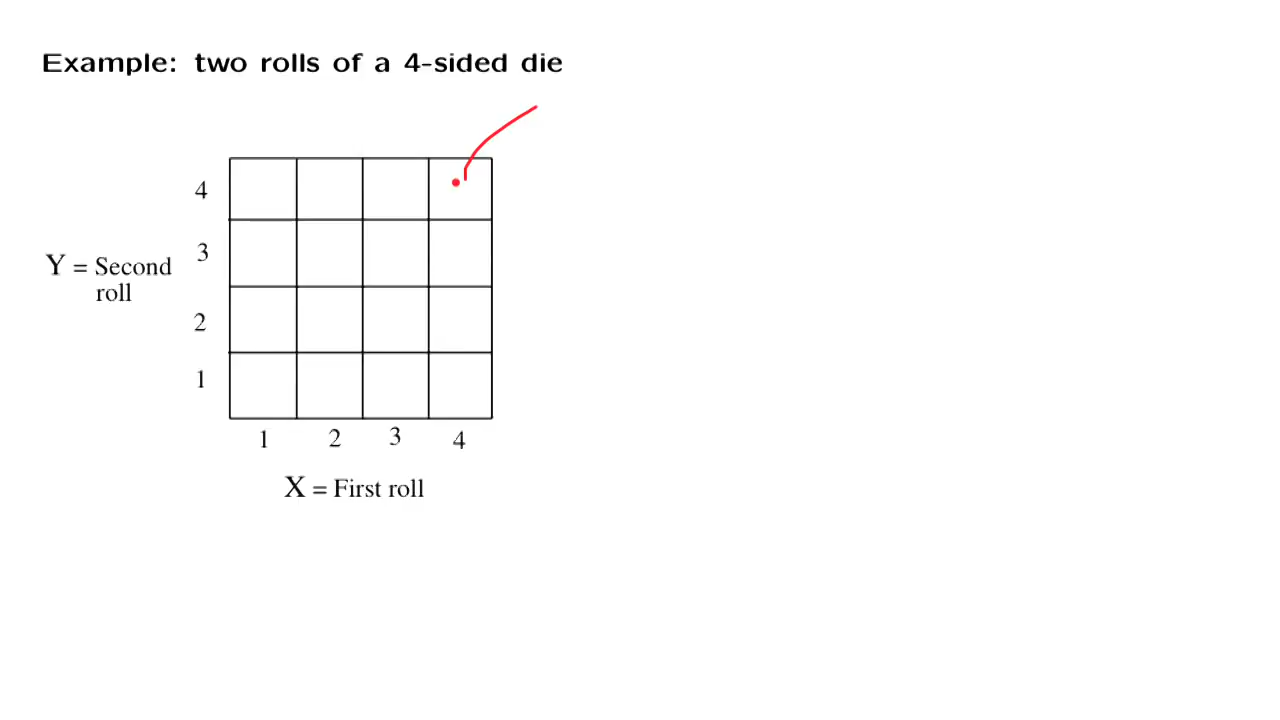 Example: two rolls of a 4-sided die
4
3
Y = Second
roll
2
1
1 2 3 4
X = First roll